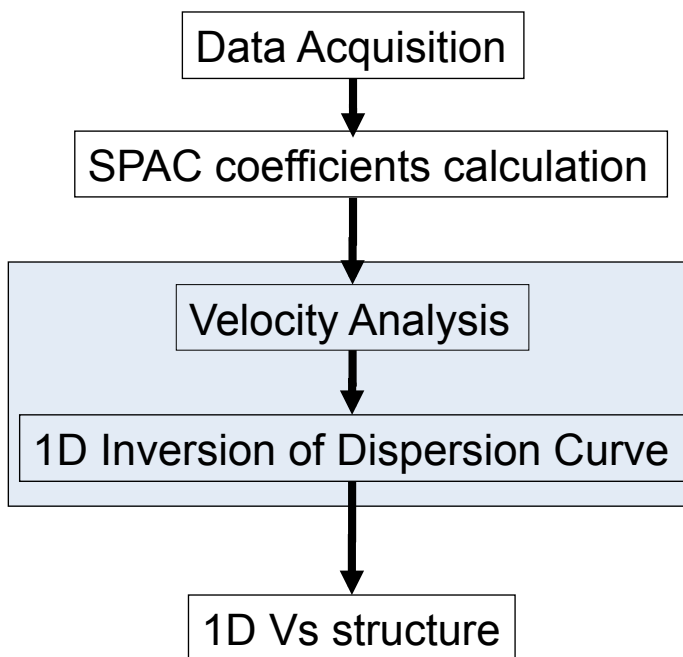 Data Acquisition
SPAC coefficients calculation
Velocity Analysis
1D Inversion of Dispersion Curve
1D Vs structure